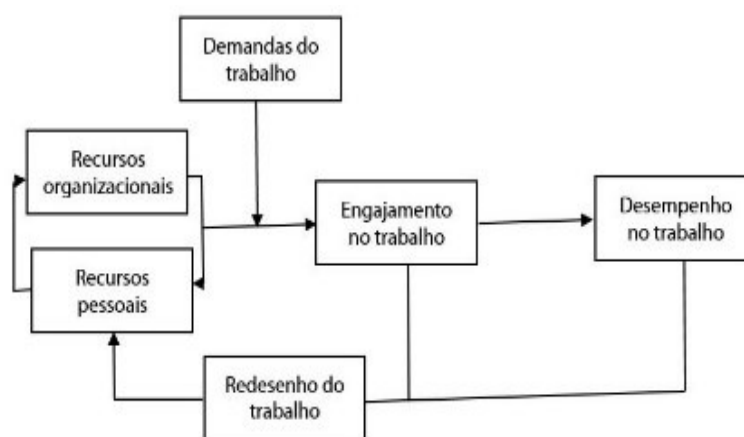 Demandas do
trabalho
Recursos
organizacionais
Engajamento
no trabalho
Desempenho
no trabalho
Recursos
pessoais
Redesenho do
trabalho